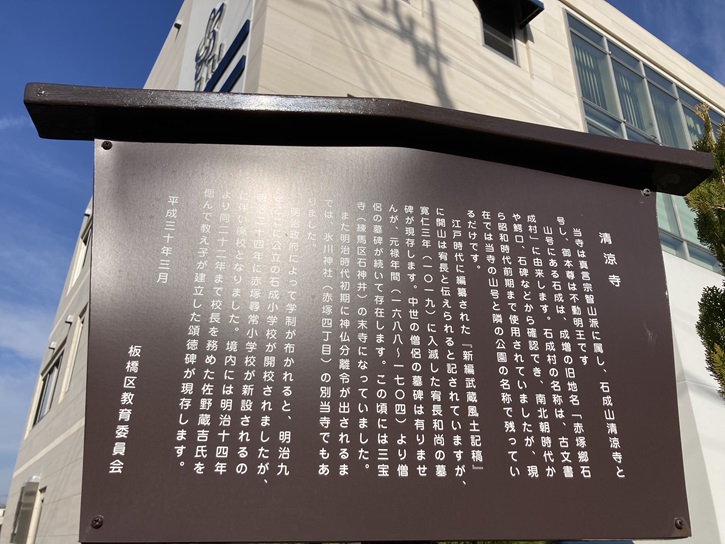 清涼寺
当寺は真言宗智山派に属し、石成山清涼寺と
号し、御本尊は不動明王です。
山号にある石成は、成増の旧地名「赤塚郷石
成村」に由来します。石成村の名称は、古文書
や鰐口、石碑などから確認でき、南北朝時代か
ら昭和時代前期まで使用されていましたが、現
在では当寺の山号と隣の公園の名称で残ってい
るだけです。
江戸時代に編纂された『新編武蔵風土記稿』
に開山は宥長と伝えられると記されていますが、
寛仁三年（一〇一九）に入滅した宥長和尚の墓
碑が現存します。中世の僧侶の墓碑は有りませ
んが、元禄年間（一六八八～一七〇四）より僧
侶の墓碑が続いて存在します。この頃には三宝
寺（練馬区石神井）の末寺になっていました。
また明治時代初期に神仏分離令が出されるま
では、氷川神社（赤塚四丁目）の別当寺でもあ
りました。
政府によって学制が布かれると、明治九
に公立の石成小学校が開校されましたが、
四年に赤塚尋常小学校が新設されるの
に伴い廃校になりました。境内には明治十四年
より同二十二年まで校長を務めた佐野蔵吉氏を
偲んで教え子が建立した頌徳碑が現存します。
平成三十年三月
板橋区教育委員会